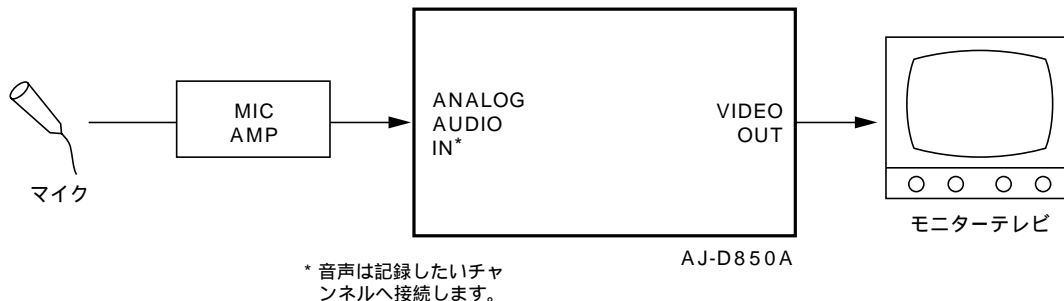 マイク
MIC
AMP
ANALOG
AUDIO
IN*
VIDEO
OUT
モニターテレビ
AJ-D850A
* 音声は記録したいチャ
ンネルへ接続します。